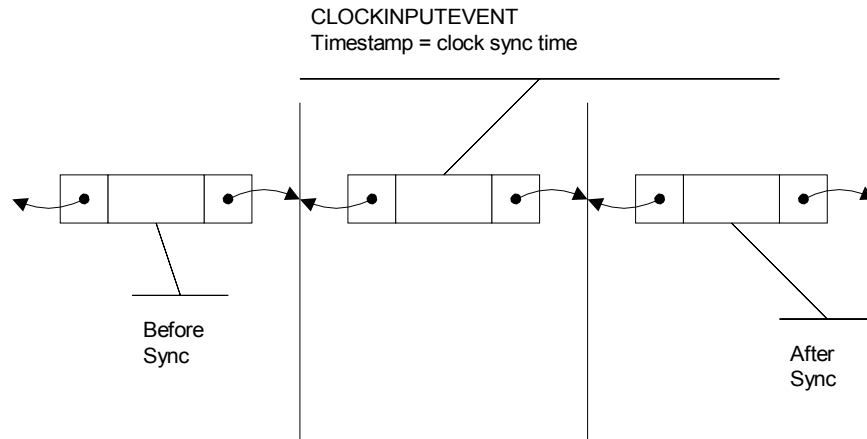 CLOCKINPUTEVENT
Timestamp = clock sync time
Before
Sync
After
Sync